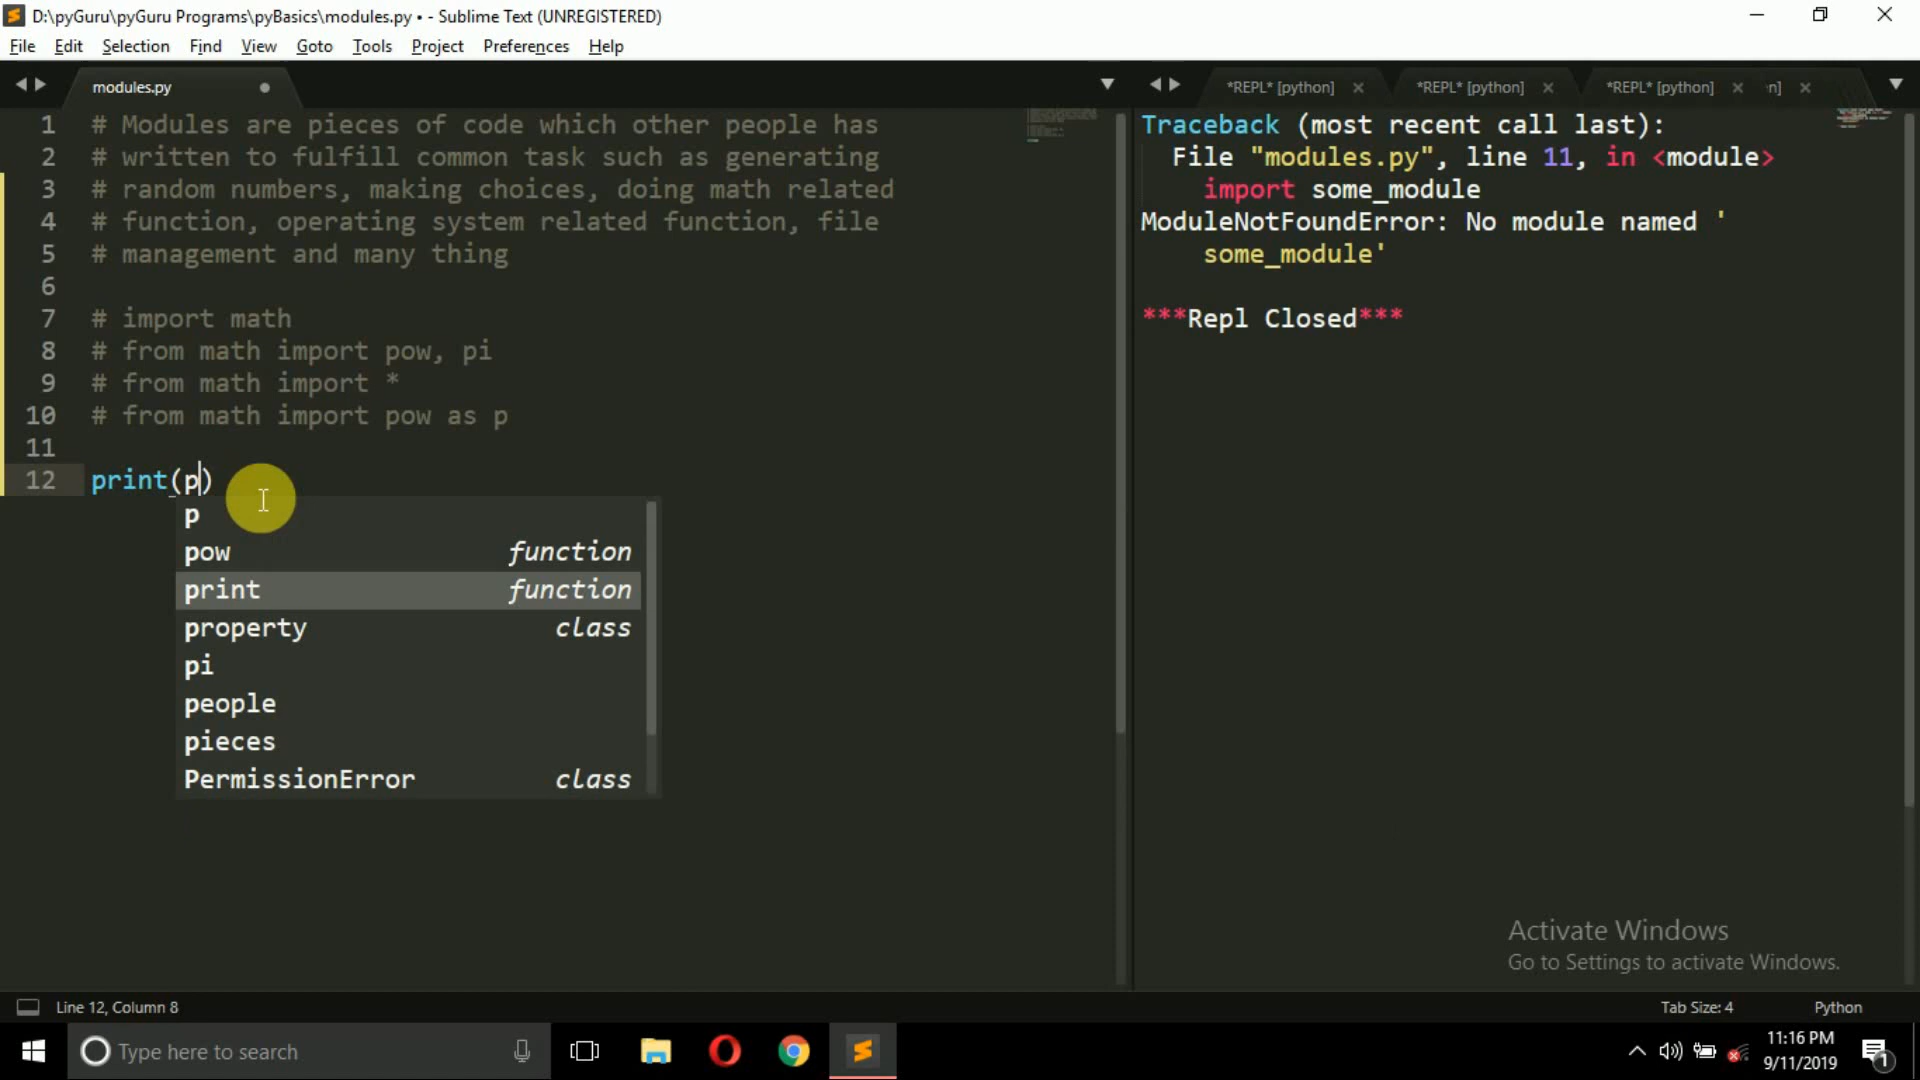 D:\pyGuru\pyGuru Programs\pyBasics\modules.py • - Sublime Text (UNREGISTERED)
File Edit Selection Find View Goto Tools Project Preferences Help
modules.py
*REPL* [python] *REPL* [python] *REPL* [python] n]
1 # Modules are pieces of code which other people has
2 # written to fulfill common task such as generating
3 # random numbers, making choices, doing math related
4 # function, operating system related function, file
5 # management and many thing
6
7 # import math
8 # from math import pow, pi
9 # from math import *
10 # from math import pow as p
11
12 print(p)
p
pow function
print function
property class
pi
people
pieces
PermissionError class
Traceback (most recent call last):
File "modules.py", line 11, in <module>
import some_module
ModuleNotFoundError: No module named '
some_module'
***Repl Closed***
Activate Windows
Go to Settings to activate Windows.
Line 12, Column 8
Tab Size: 4 Python
Type here to search
11:16 PM
9/11/2019
1